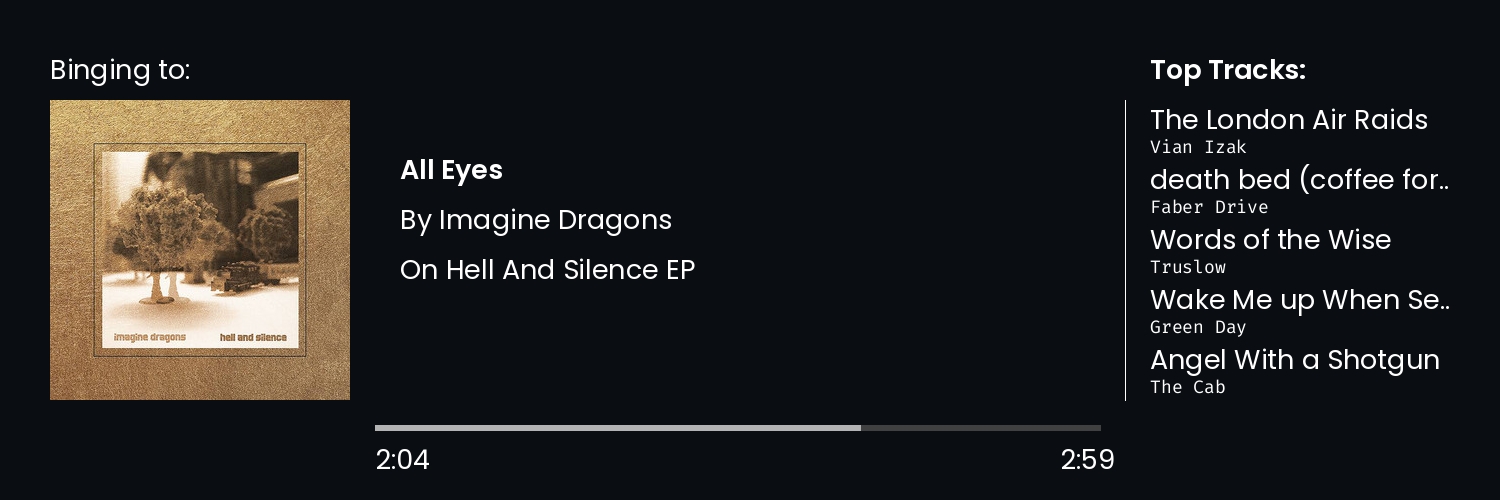 Binging to:
imagine dragons
hell and silence
All Eyes
By Imagine Dragons
On Hell And Silence EP
2:04
2:59
Top Tracks:
The London Air Raids
Vian Izak
death bed (coffee for..
Faber Drive
Words of the Wise
Truslow
Wake Me up When Se..
Green Day
Angel With a Shotgun
The Cab